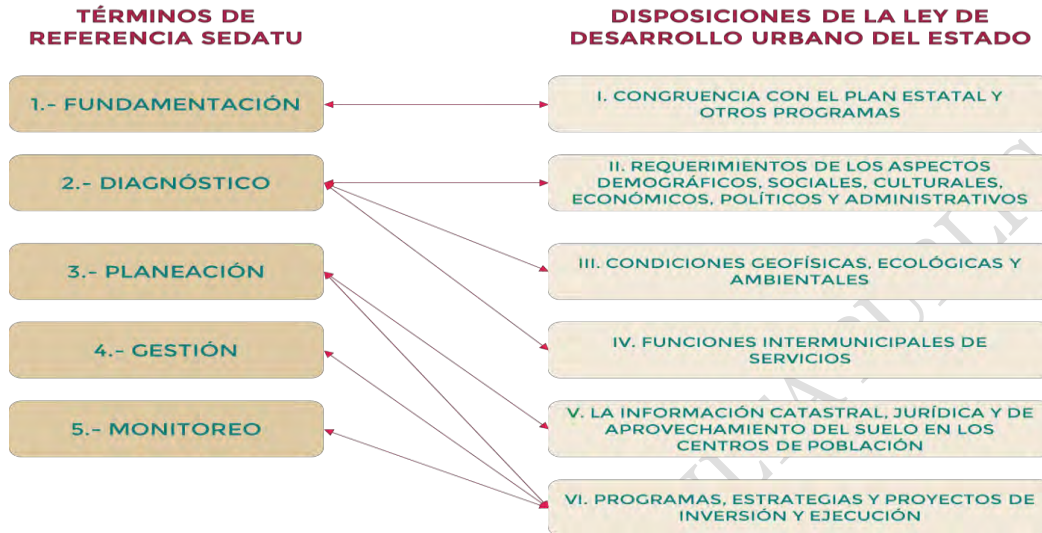 TÉRMINOS DE
REFERENCIA SEDATU
DISPOSICIONES DE LA LEY DE
DESARROLLO URBANO DEL ESTADO
1.- FUNDAMENTACIÓN
I. CONGRUENCIA CON EL PLAN ESTATAL Y
OTROS PROGRAMAS
2.- DIAGNÓSTICO
II. REQUERIMIENTOS DE LOS ASPECTOS
DEMOGRÁFICOS, SOCIALES, CULTURALES,
ECONÓMICOS, POLÍTICOS Y ADMINISTRATIVOS
3.- PLANEACIÓN
III. CONDICIONES GEOFÍSICAS, ECOLÓGICAS Y
AMBIENTALES
4.- GESTIÓN
IV. FUNCIONES INTERMUNICIPALES DE
SERVICIOS
5.- MONITOREO
V. LA INFORMACIÓN CATASTRAL, JURÍDICA Y DE
APROVECHAMIENTO DEL SUELO EN LOS
CENTROS DE POBLACIÓN
VI. PROGRAMAS, ESTRATEGIAS Y PROYECTOS DE
INVERSIÓN Y EJECUCIÓN